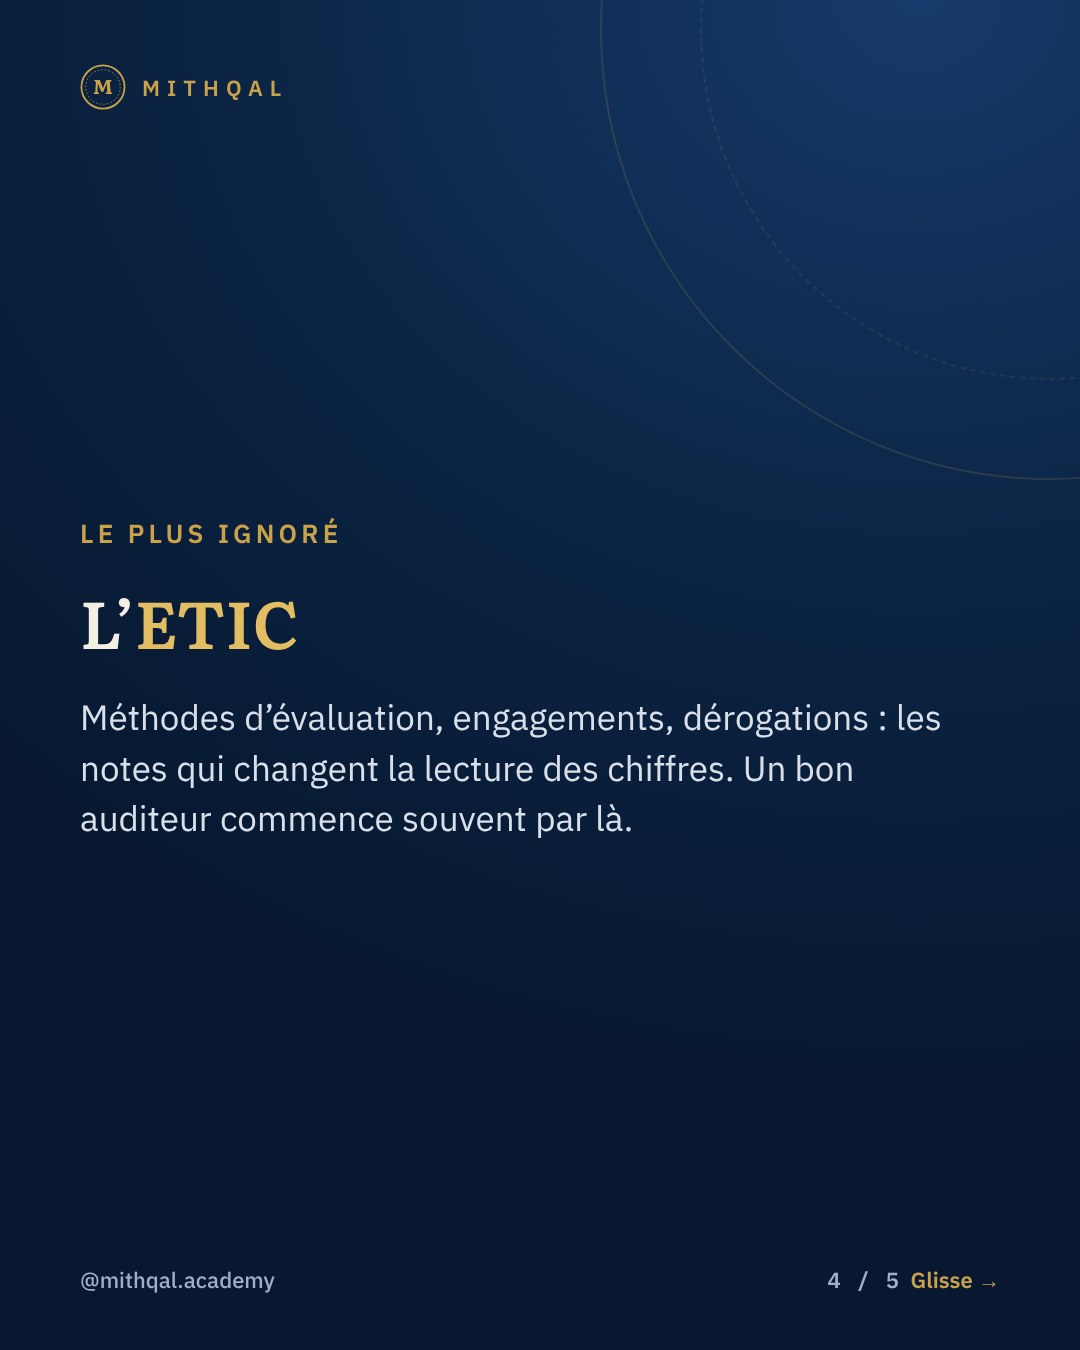 M MITHQAL
LE PLUS IGNORÉ
L’ETIC
Méthodes d’évaluation, engagements, dérogations : les
notes qui changent la lecture des chiffres. Un bon
auditeur commence souvent par là.
@mithqal.academy
4 / 5 Glisse →